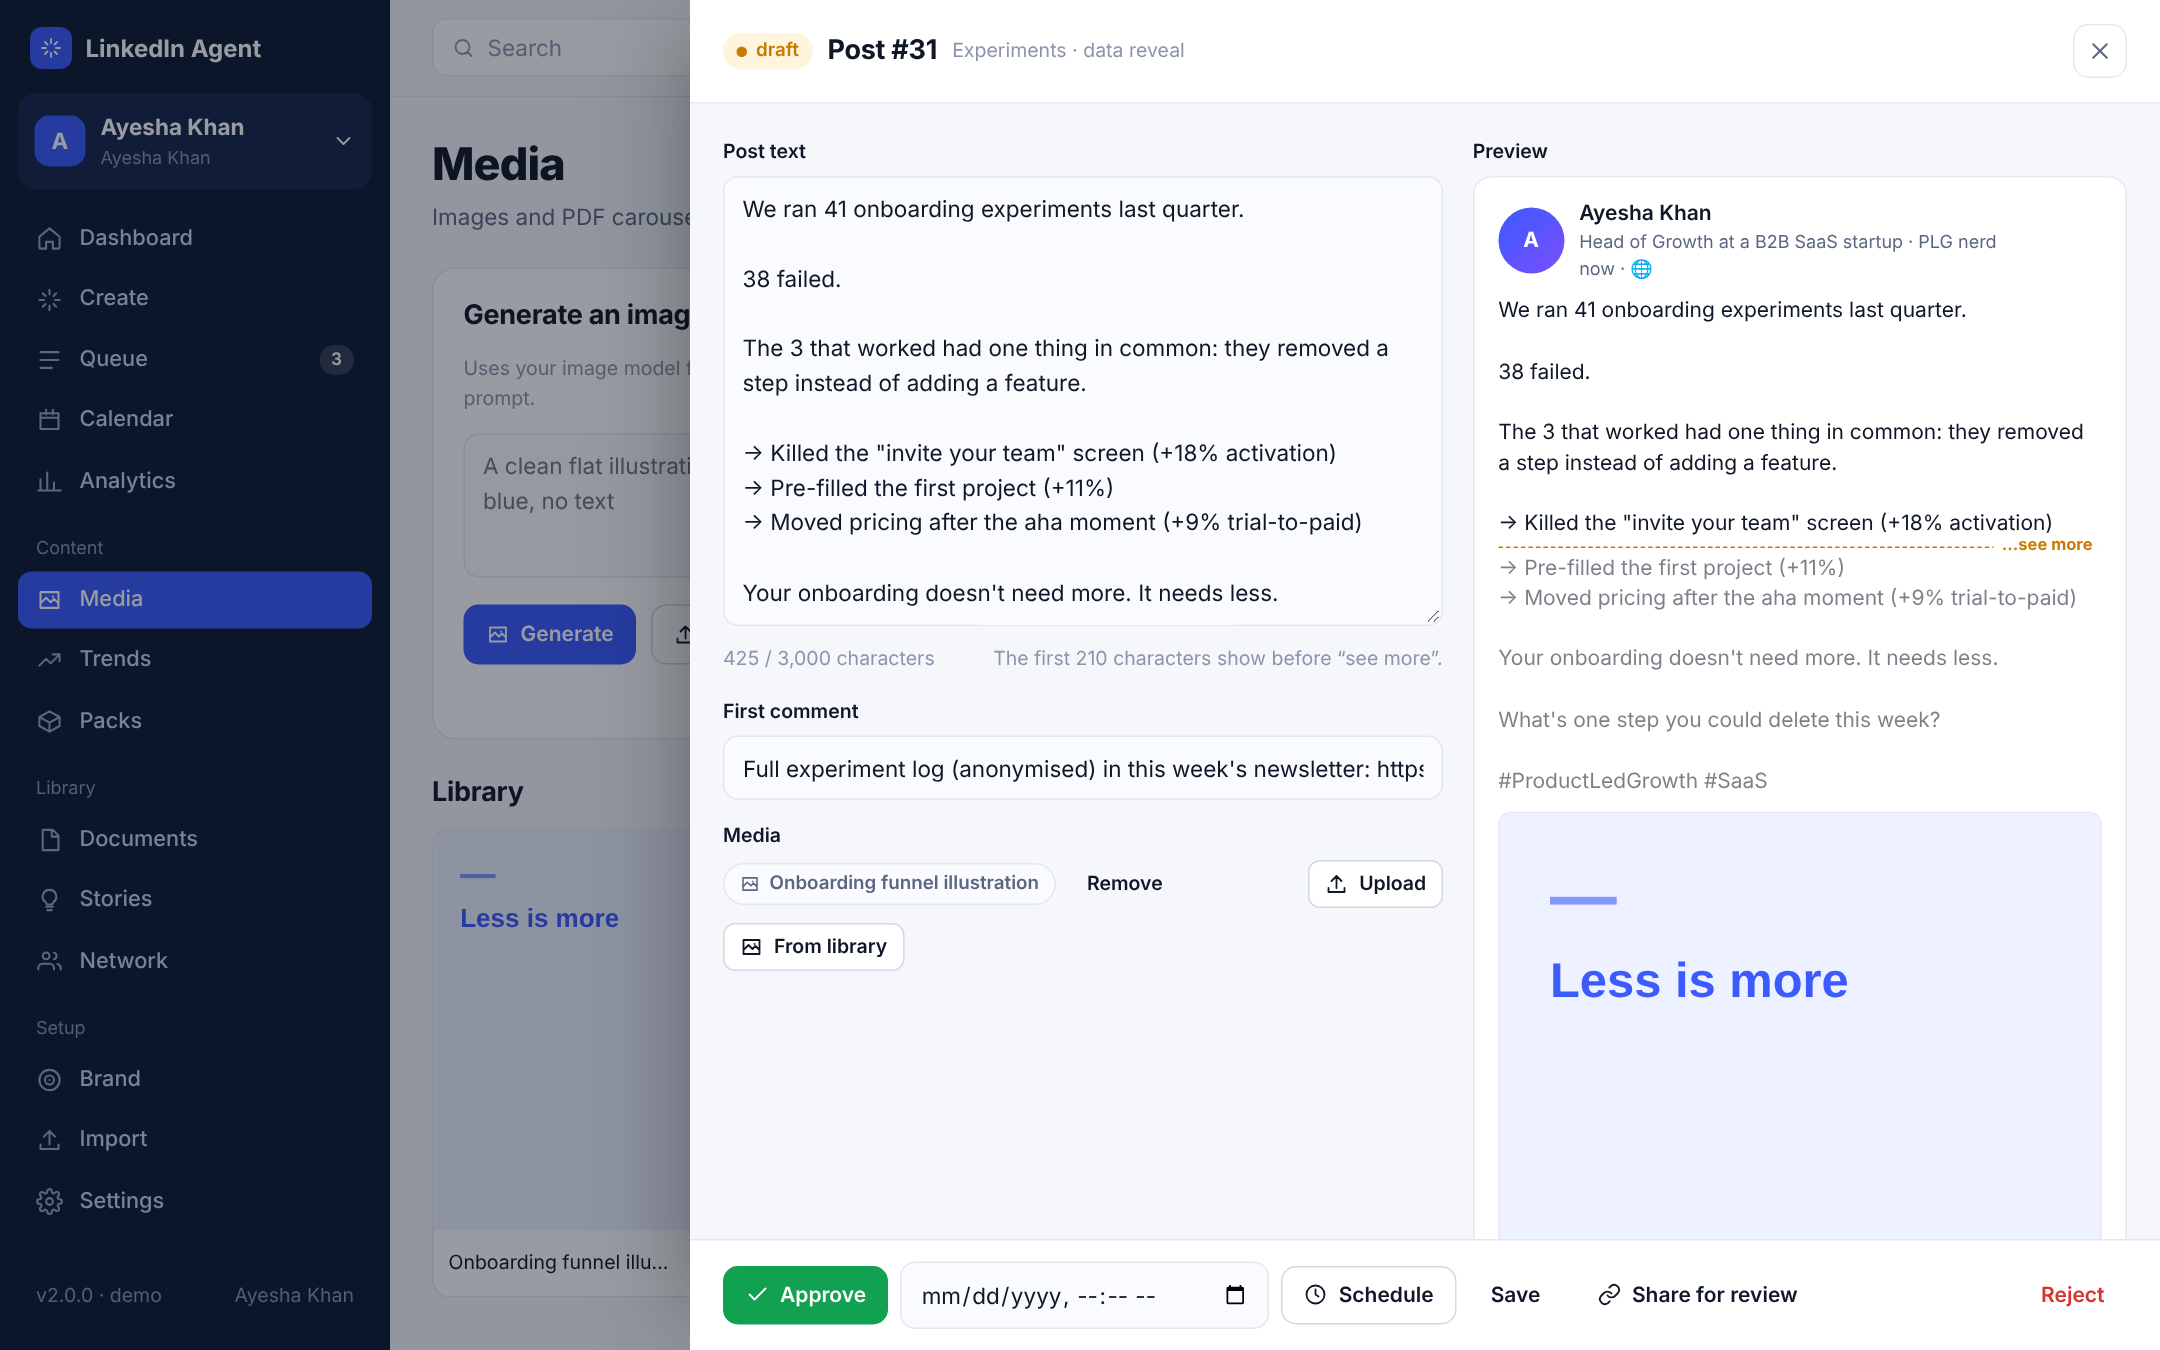 LinkedIn Agent
A
Ayesha Khan
Ayesha Khan
Dashboard
Create
Queue
3
Calendar
Analytics
Content
Media
Trends
Packs
Library
Documents
Stories
Network
Setup
Brand
Import
Settings
v2.0.0 · demo
Ayesha Khan
Search
Media
Images and PDF carouse
Generate an imag
Uses your image model
prompt.
A clean flat illustrati
blue, no text
Generate
Library
Less is more
Onboarding funnel illu...
draft
Post #31
Experiments · data reveal
Post text
We ran 41 onboarding experiments last quarter.
38 failed.
The 3 that worked had one thing in common: they removed a
step instead of adding a feature.
→ Killed the "invite your team" screen (+18% activation)
→ Pre-filled the first project (+11%)
→ Moved pricing after the aha moment (+9% trial-to-paid)
Your onboarding doesn't need more. It needs less.
425 / 3,000 characters
The first 210 characters show before “see more”.
First comment
Full experiment log (anonymised) in this week's newsletter: https
Media
Onboarding funnel illustration
Remove
Upload
From library
Preview
A
Ayesha Khan
Head of Growth at a B2B SaaS startup · PLG nerd
now · 🌐
We ran 41 onboarding experiments last quarter.
38 failed.
The 3 that worked had one thing in common: they removed
a step instead of adding a feature.
→ Killed the "invite your team" screen (+18% activation)
...see more
→ Pre-filled the first project (+11%)
→ Moved pricing after the aha moment (+9% trial-to-paid)
Your onboarding doesn't need more. It needs less.
What's one step you could delete this week?
#ProductLedGrowth #SaaS
Less is more
Approve
mm/dd/yyyy, --:-- --
Schedule
Save
Share for review
Reject